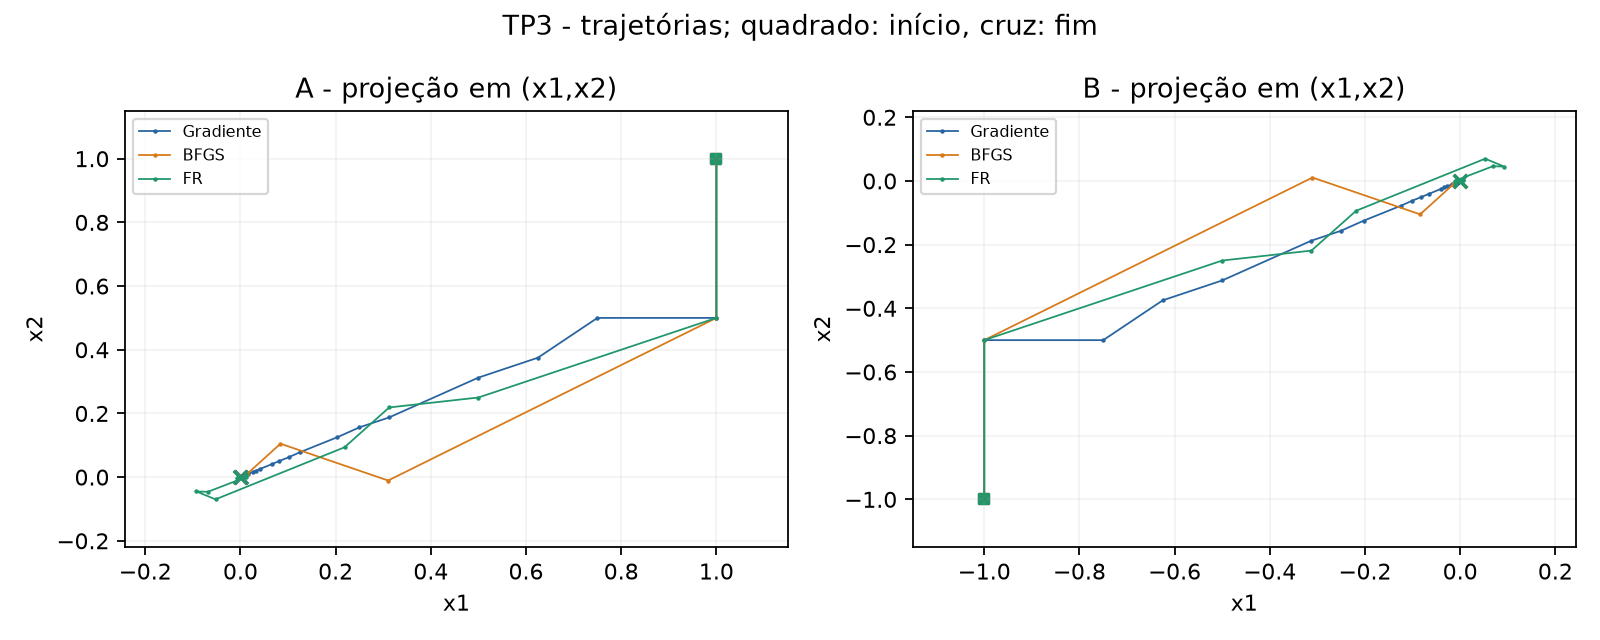 TP3 - trajetórias; quadrado: início, cruz: fim
A - projeção em (x1,x2)
Gradiente
BFGS
FR
x2
1.0
0.8
0.6
0.4
0.2
0.0
−0.2
−0.2
0.0
0.2
0.4
0.6
0.8
1.0
x1
B - projeção em (x1,x2)
Gradiente
BFGS
FR
x2
0.2
0.0
−0.2
−0.4
−0.6
−0.8
−1.0
−1.0
−0.8
−0.6
−0.4
−0.2
0.0
0.2
x1